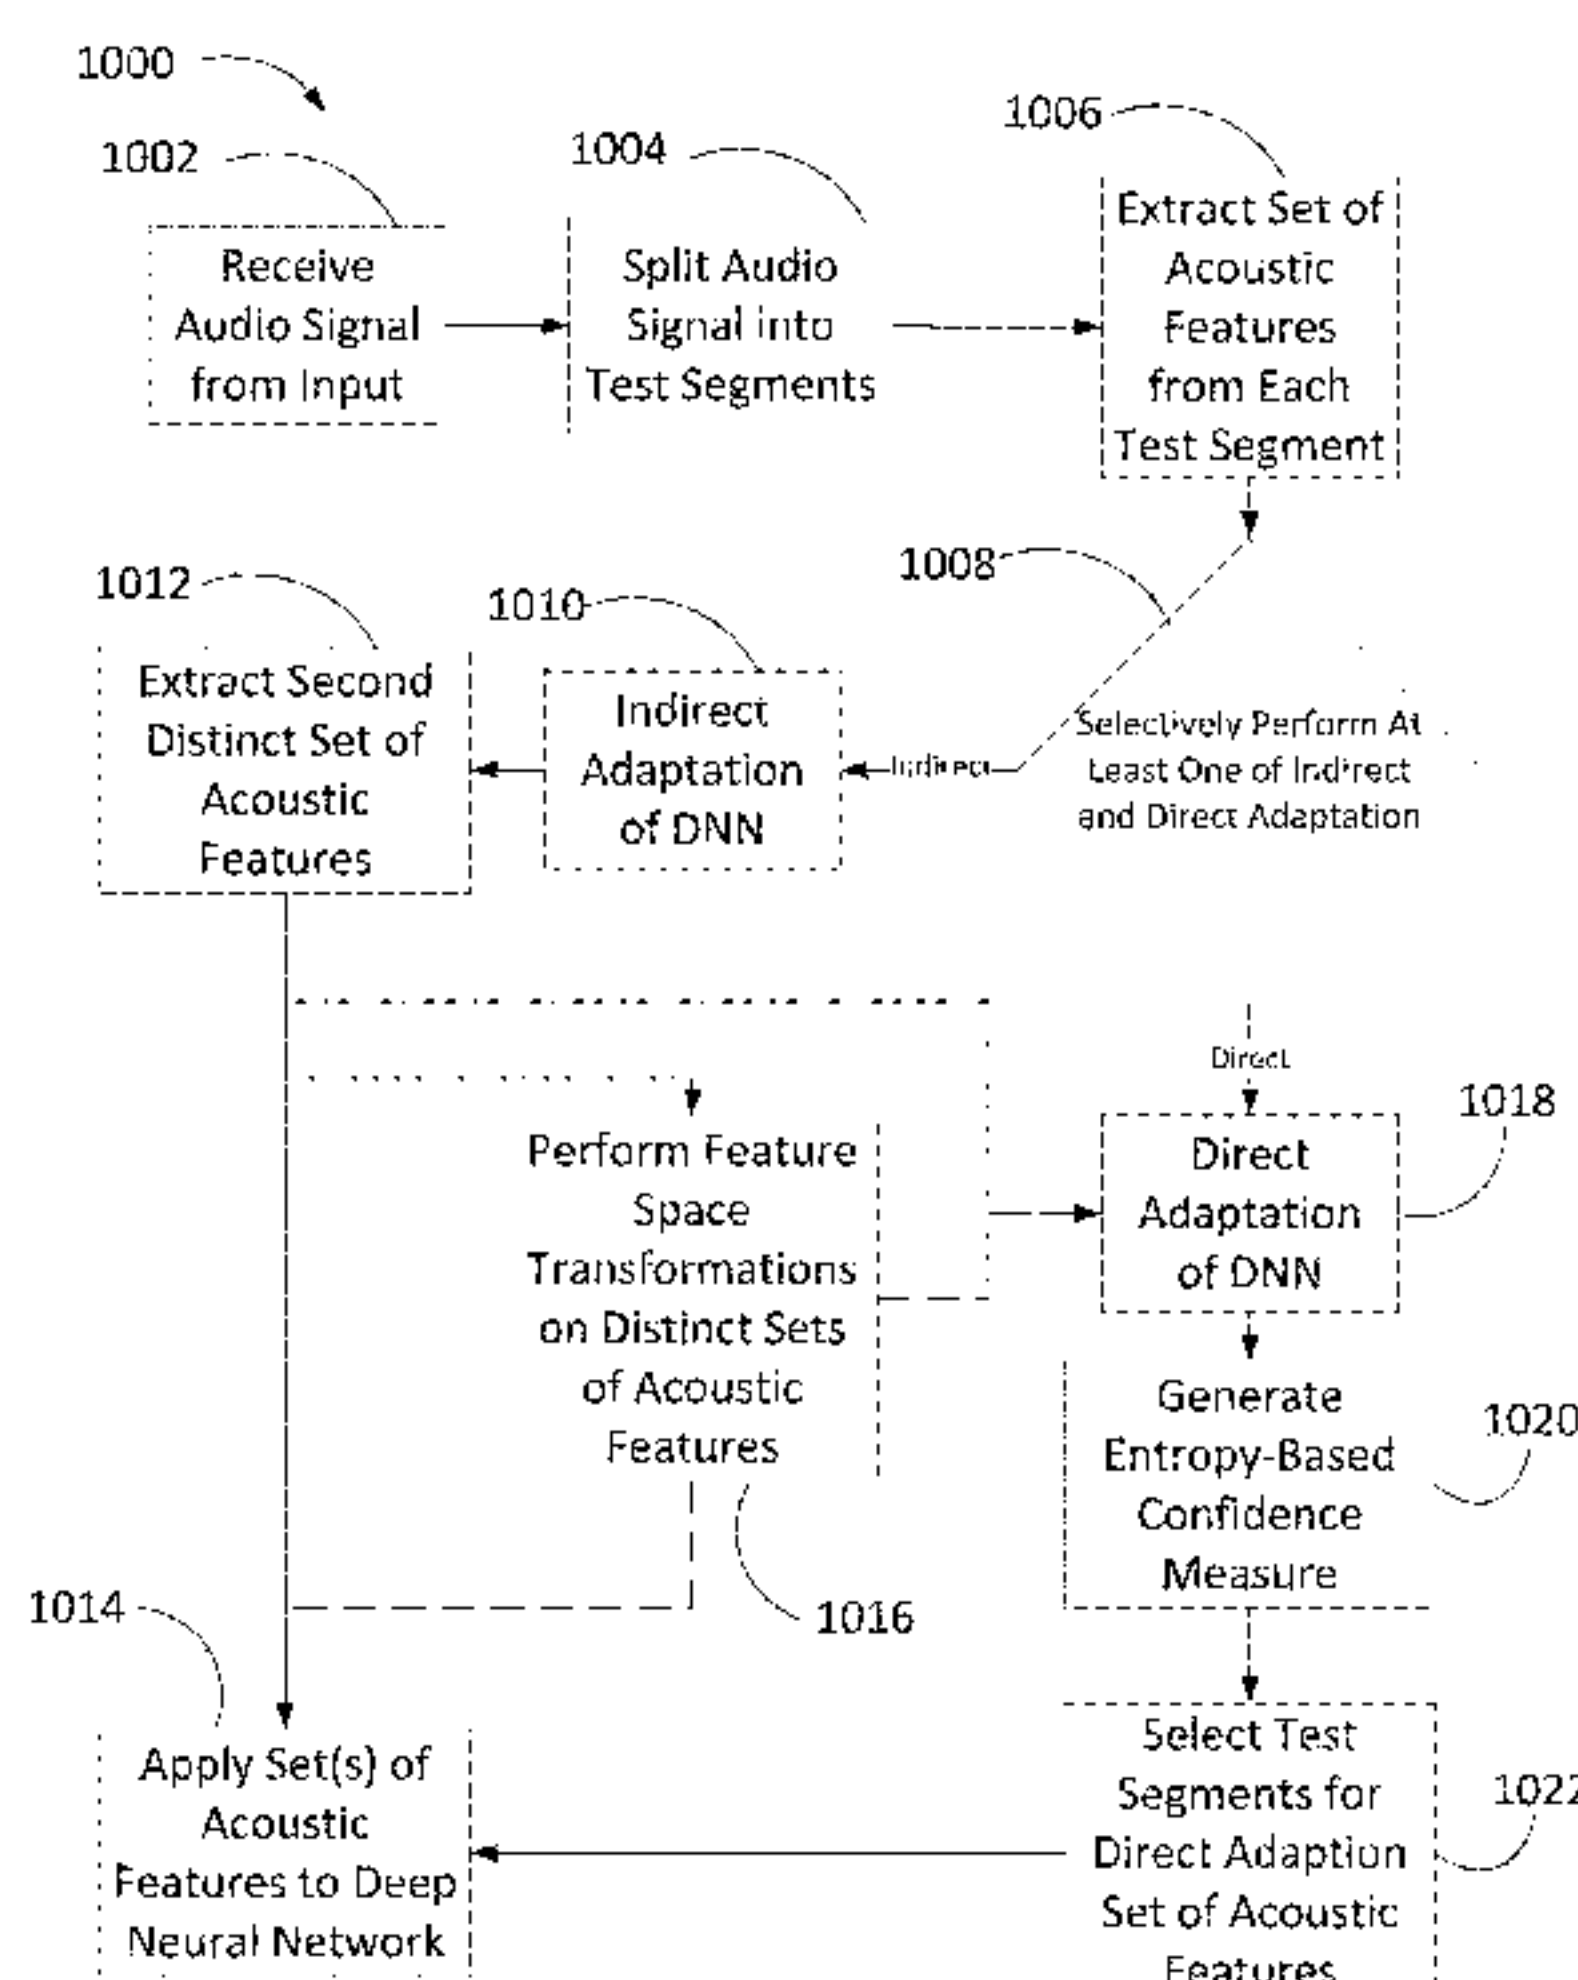 1000
1002
Receive
Audio Signal
from Input
1004
Split Audio
Signal into
Test Segments
1006
Extract Set of
Acoustic
Features
from Each
Test Segment
1008
Selectively Perform At
Least One of Indirect
and Direct Adaptation
Indirect
1010
Indirect
Adaptation
of DNN
1012
Extract Second
Distinct Set of
Acoustic
Features
Direct
1018
Direct
Adaptation
of DNN
Perform Feature
Space
Transformations
on Distinct Sets
of Acoustic
Features
1016
1020
Generate
Entropy-Based
Confidence
Measure
1014
Apply Set(s) of
Acoustic
Features to Deep
Neural Network
1022
Select Test
Segments for
Direct Adaption
Set of Acoustic
Features